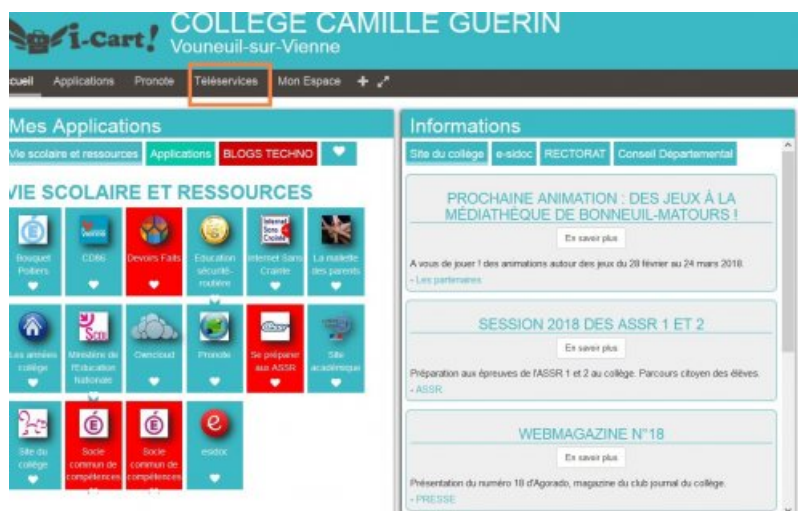 i-Cart!
COLLEGE CAMILLE GUERIN
Vouneuil-sur-Vienne
cueil Applications Pronote Téléservices Mon Espace
Mes Applications
Vie scolaire et ressources Applications BLOGS TECHNO
VIE SCOLAIRE ET RESSOURCES
Bouquet Poitiers
CD86
Devoirs Faits
Education sécurité-routière
Internet Sans Crainte
La mallette des parents
Les années collège
Ministère de l'Education Nationale
Owncloud
Pronote
Se préparer aux ASSR
Site académique
Site du collège
Socle commun de compétences
Socle commun de compétences
esidoc
Informations
Site du collège e-sidoc RECTORAT Conseil Départemental
PROCHAINE ANIMATION : DES JEUX À LA
MÉDIATHÈQUE DE BONNEUIL-MATOURS !
En savoir plus
A vous de jouer ! des animations autour des jeux du 28 février au 24 mars 2018.
- Les partenaires
SESSION 2018 DES ASSR 1 ET 2
En savoir plus
Préparation aux épreuves de l'ASSR 1 et 2 au collège. Parcours citoyen des élèves.
- ASSR
WEBMAGAZINE N°18
En savoir plus
Présentation du numéro 18 d'Agorado, magazine du club journal du collège.
- PRESSE